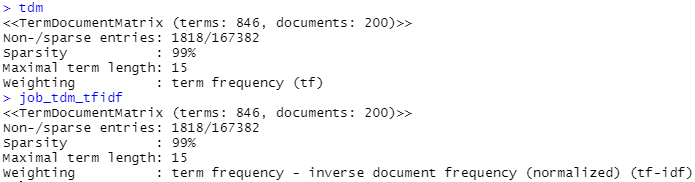 > tdm
<<TermDocumentMatrix (terms: 846, documents: 200)>>
Non-/sparse entries: 1818/167382
Sparsity           : 99%
Maximal term length: 15
Weighting          : term frequency (tf)
> job_tdm_tfidf
<<TermDocumentMatrix (terms: 846, documents: 200)>>
Non-/sparse entries: 1818/167382
Sparsity           : 99%
Maximal term length: 15
Weighting          : term frequency - inverse document frequency (normalized) (tf-idf)